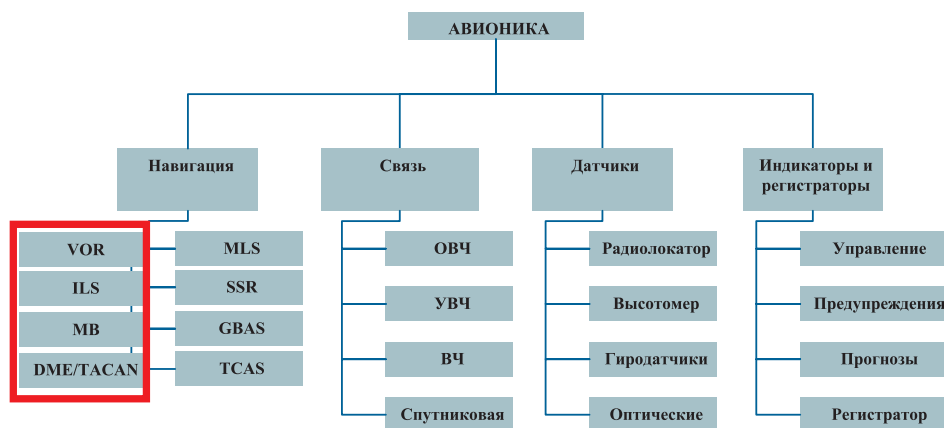 АВИОНИКА
Навигация
Связь
Датчики
Индикаторы и
регистраторы
VOR
MLS
ОВЧ
Радиолокатор
Управление
ILS
SSR
УВЧ
Высотомер
Предупреждения
MB
GBAS
ВЧ
Гиродатчики
Прогнозы
DME/TACAN
TCAS
Спутниковая
Оптические
Регистратор